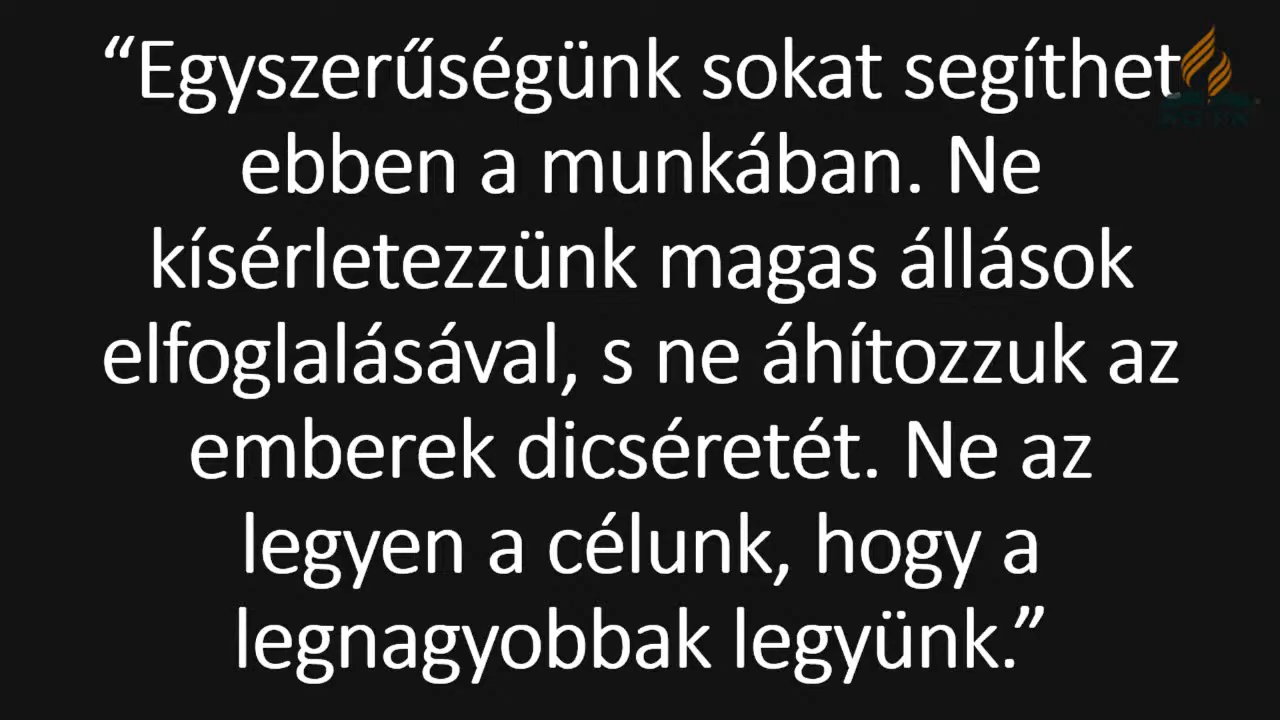 “Egyszerűségünk sokat segíthet
ebben a munkában. Ne
kísérletezzünk magas állások
elfoglalásával, s ne áhítozzuk az
emberek dicséretét. Ne az
legyen a célunk, hogy a
legnagyobbak legyünk.”